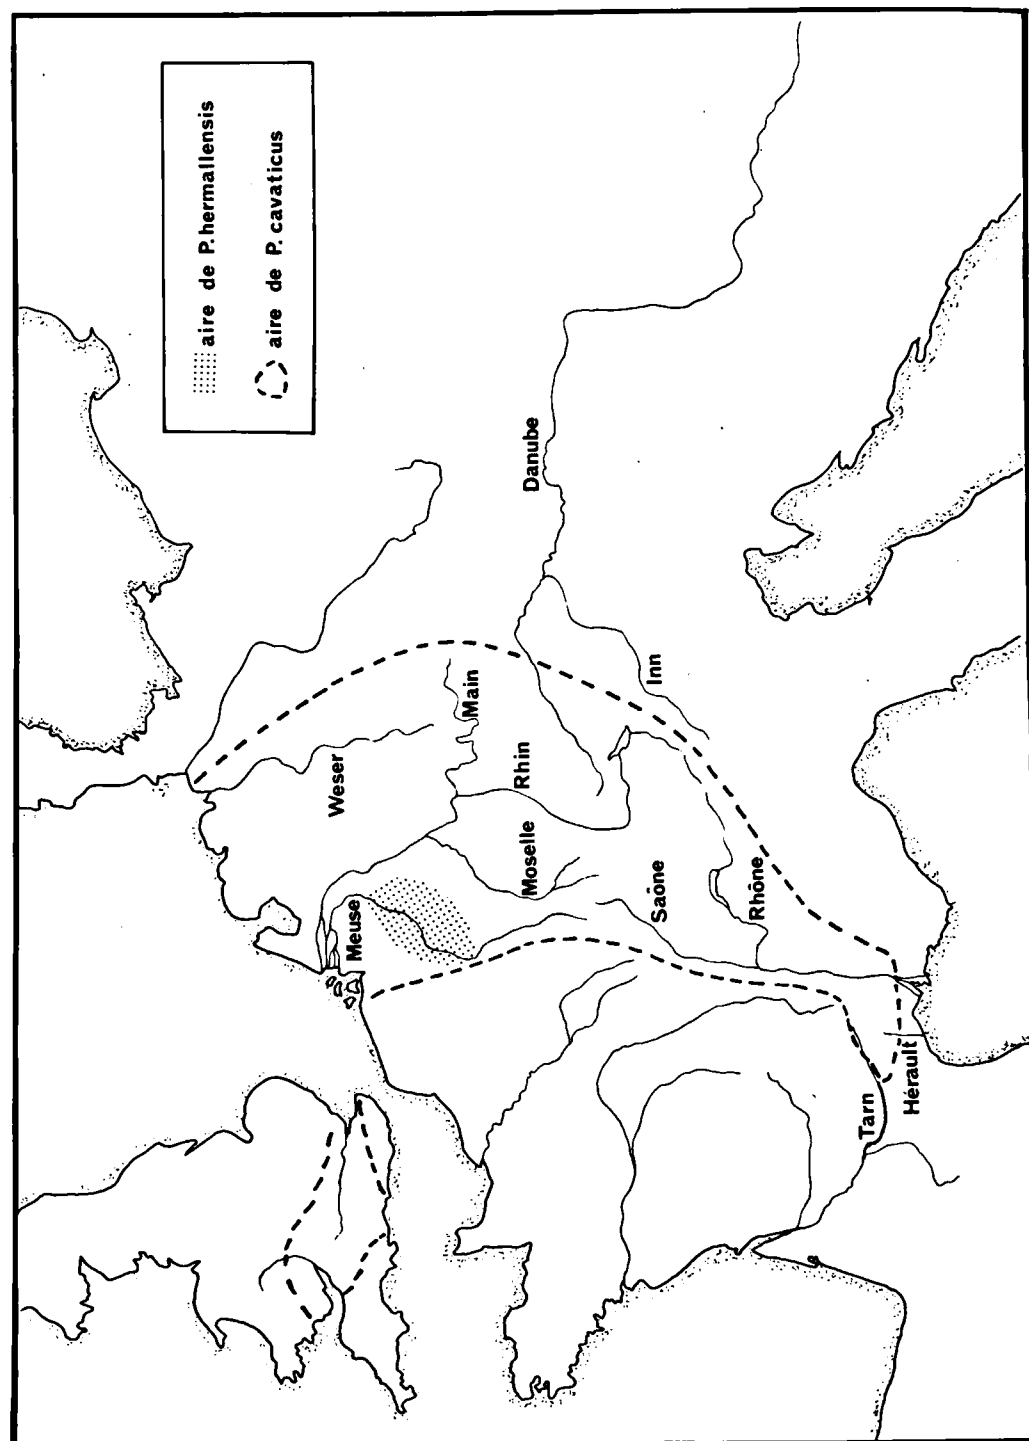 aire de P.hermallensis
aire de P.cavaticus
Weser
Meuse
Main
Rhin
Moselle
Danube
Inn
Saône
Rhône
Tarn
Hérault